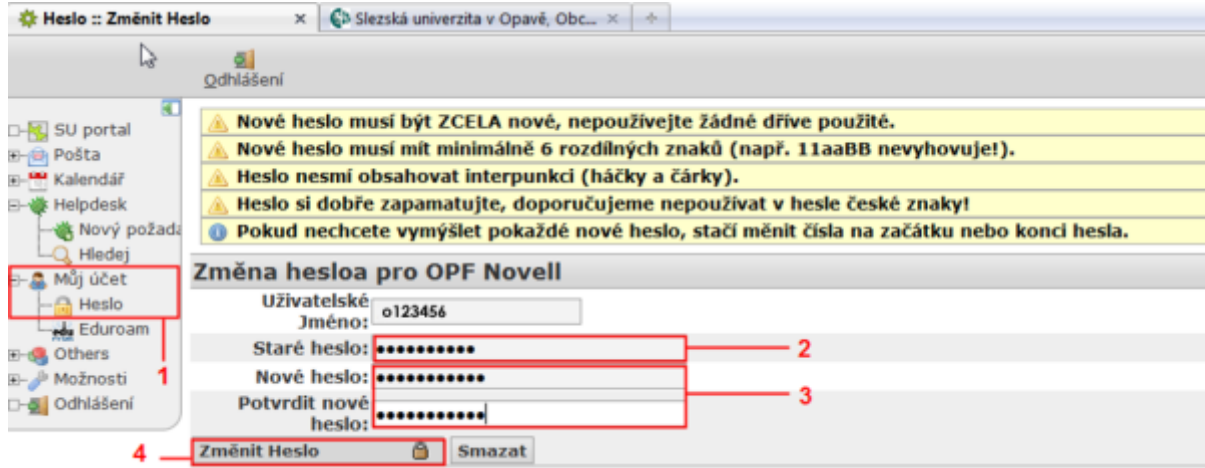 Heslo :: Změnit Heslo
Slezská univerzita v Opavě, Obc...
Odhlášení
SU portal
Pošta
Kalendář
Helpdesk
Nový požada
Hledej
Můj účet
Heslo
Eduroam
Others
Možnosti
Odhlášení
1
Nové heslo musí být ZCELA nové, nepoužívejte žádné dříve použité.
Nové heslo musí mít minimálně 6 rozdílných znaků (např. 11aaBB nevyhovuje!).
Heslo nesmí obsahovat interpunkci (háčky a čárky).
Heslo si dobře zapamatujte, doporučujeme nepoužívat v hesle české znaky!
Pokud nechcete vymýšlet pokaždé nové heslo, stačí měnit čísla na začátku nebo konci hesla.
Změna hesloa pro OPF Novell
Uživatelské
Jméno: o123456
Staré heslo: ●●●●●●●●●● 2
Nové heslo: ●●●●●●●●●●●
3
Potvrdit nové
heslo: ●●●●●●●●●●●
4 Změnit Heslo Smazat